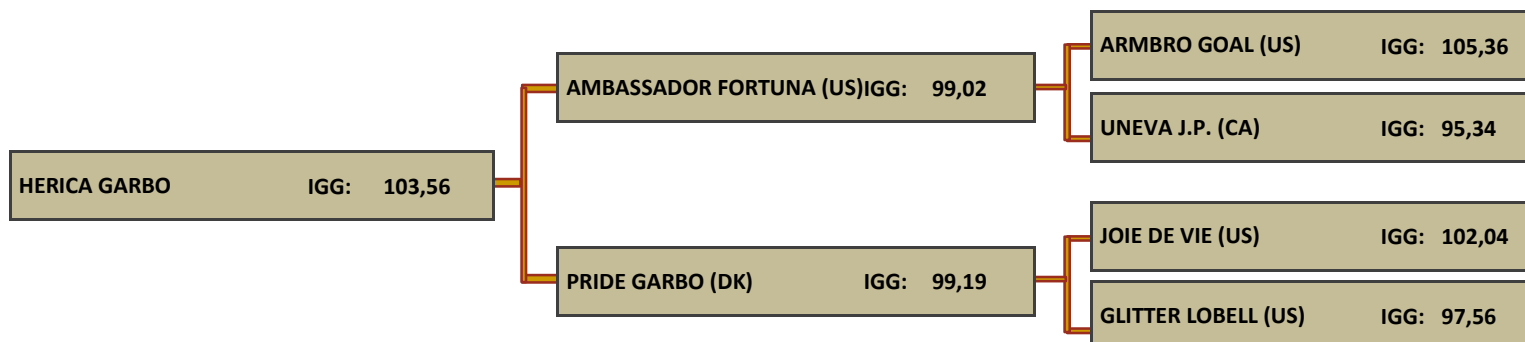 ARMBRO GOAL (US) IGG: 105,36
AMBASSADOR FORTUNA (US)IGG: 99,02
UNEVA J.P. (CA) IGG: 95,34
HERICA GARBO IGG: 103,56
JOIE DE VIE (US) IGG: 102,04
PRIDE GARBO (DK) IGG: 99,19
GLITTER LOBELL (US) IGG: 97,56